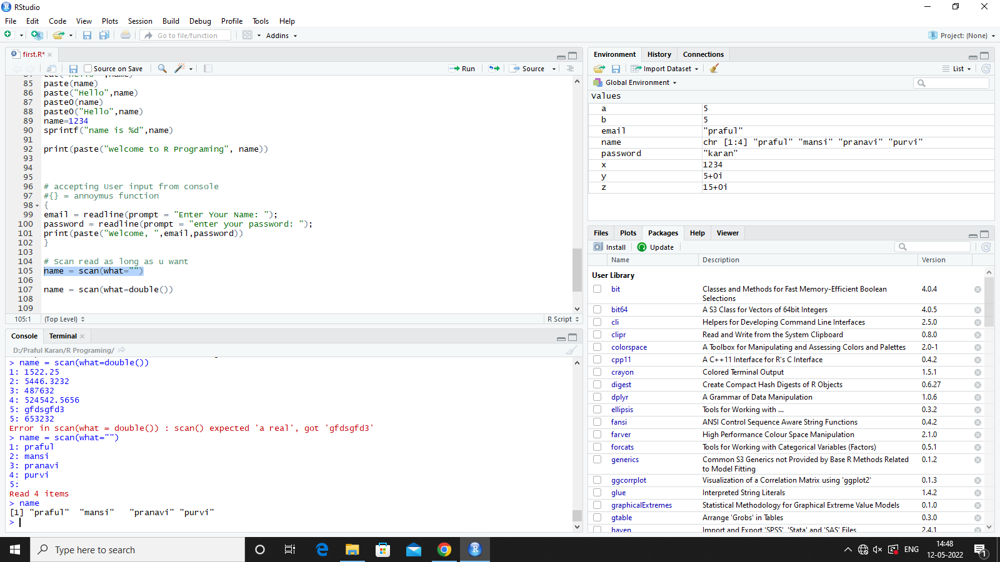 RStudio
File Edit Code View Plots Session Build Debug Profile Tools Help
Go to file/function Addins Project: (None)
first.R*
Source on Save Run Source
85 paste(name)
86 paste("Hello",name)
87 paste0(name)
88 paste0("Hello",name)
89 name=1234
90 sprintf("name is %d",name)
91
92 print(paste("welcome to R Programing", name))
93
94
95
96 # accepting User input from console
97 #{} = annoymus function
98 {
99 email = readline(prompt = "Enter Your Name: ");
100 password = readline(prompt = "enter your password: ");
101 print(paste("welcome, ",email,password))
102 }
103
104 # Scan read as long as u want
105 name = scan(what="")
106
107 name = scan(what=double())
108
109
105:1 (Top Level) R Script
Console Terminal
D:/Praful Karan/R Programing/
> name = scan(what=double())
1: 1522.25
2: 5446.3232
3: 487632
4: 524542.5656
5: gfdsgfd3
5: 653232
Error in scan(what = double()) : scan() expected 'a real', got 'gfdsgfd3'
> name = scan(what="")
1: praful
2: mansi
3: pranavi
4: purvi
5:
Read 4 items
> name
[1] "praful"  "mansi"   "pranavi" "purvi"
>
Environment History Connections
Import Dataset List
Global Environment
Values
a 5
b 5
email "praful"
name chr [1:4] "praful" "mansi" "pranavi" "purvi"
password "karan"
x 1234
y 5+0i
z 15+0i
Files Plots Packages Help Viewer
Install Update
Name Description Version
User Library
bit Classes and Methods for Fast Memory-Efficient Boolean 4.0.4
Selections
bit64 A S3 Class for Vectors of 64bit Integers 4.0.5
cli Helpers for Developing Command Line Interfaces 2.5.0
clipr Read and Write from the System Clipboard 0.8.0
colorspace A Toolbox for Manipulating and Assessing Colors and Palettes 2.0-1
cpp11 A C++11 Interface for R's C Interface 0.4.2
crayon Colored Terminal Output 1.5.1
digest Create Compact Hash Digests of R Objects 0.6.27
dplyr A Grammar of Data Manipulation 1.0.6
ellipsis Tools for Working with ... 0.3.2
fansi ANSI Control Sequence Aware String Functions 0.4.2
farver High Performance Colour Space Manipulation 2.1.0
forcats Tools for Working with Categorical Variables (Factors) 0.5.1
generics Common S3 Generics not Provided by Base R Methods Related 0.1.2
to Model Fitting
ggcorrplot Visualization of a Correlation Matrix using 'ggplot2' 0.1.3
glue Interpreted String Literals 1.4.2
graphicalExtremes Statistical Methodology for Graphical Extreme Value Models 0.1.0
gtable Arrange 'Grobs' in Tables 0.3.0
haven Import and Export 'SPSS', 'Stata' and 'SAS' Files 2.4.1
Type here to search
ENG
14:48
12-05-2022
1